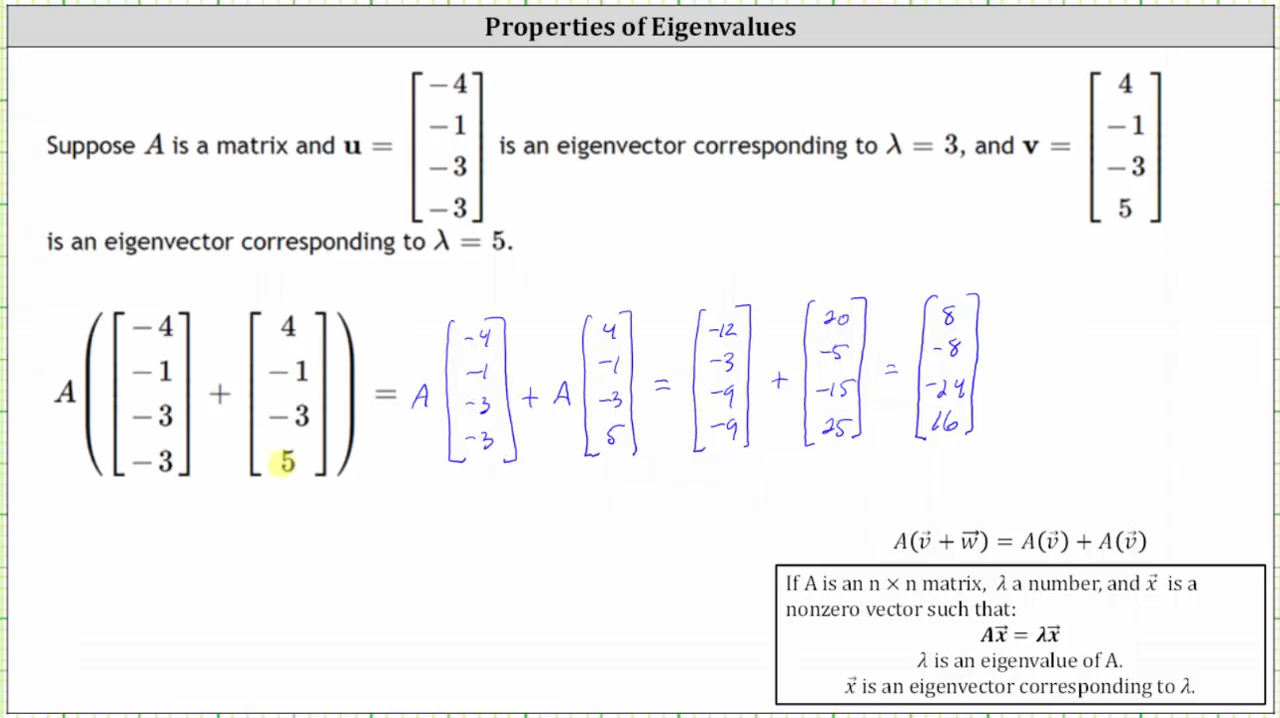 Properties of Eigenvalues
Suppose A is a matrix and u = [−4 −1 −3 −3] is an eigenvector corresponding to λ = 3, and v = [4 −1 −3 5]
is an eigenvector corresponding to λ = 5.
A([−4 −1 −3 −3] + [4 −1 −3 5]) = A [-4 -1 -3 -3] + A [4 -1 -3 5] = [-12 -3 -9 -9] + [20 -5 -15 25] = [8 -8 -24 16]
A(v⃗ + w⃗) = A(v⃗) + A(v⃗)
If A is an n × n matrix, λ a number, and x⃗ is a
nonzero vector such that:
Ax⃗ = λx⃗
λ is an eigenvalue of A.
x⃗ is an eigenvector corresponding to λ.